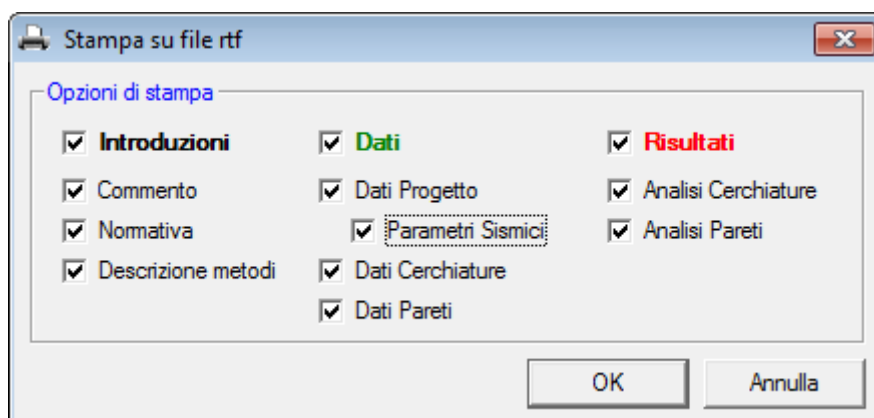 Stampa su file rtf
Opzioni di stampa
Introduzioni Dati Risultati
Commento Dati Progetto Analisi Cerchiature
Normativa Parametri Sismici Analisi Pareti
Descrizione metodi Dati Cerchiature
Dati Pareti
OK Annulla